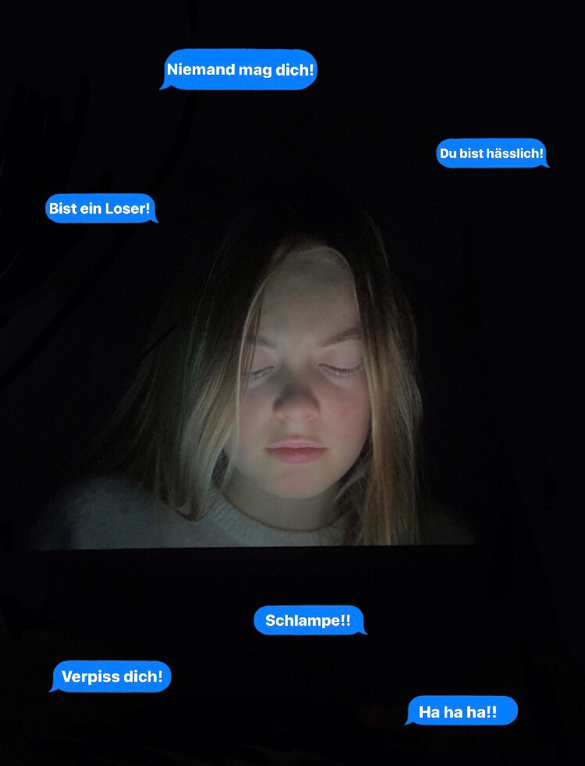 Niemand mag dich!
Du bist hässlich!
Bist ein Loser!
Schlampe!!
Verpiss dich!
Ha ha ha!!